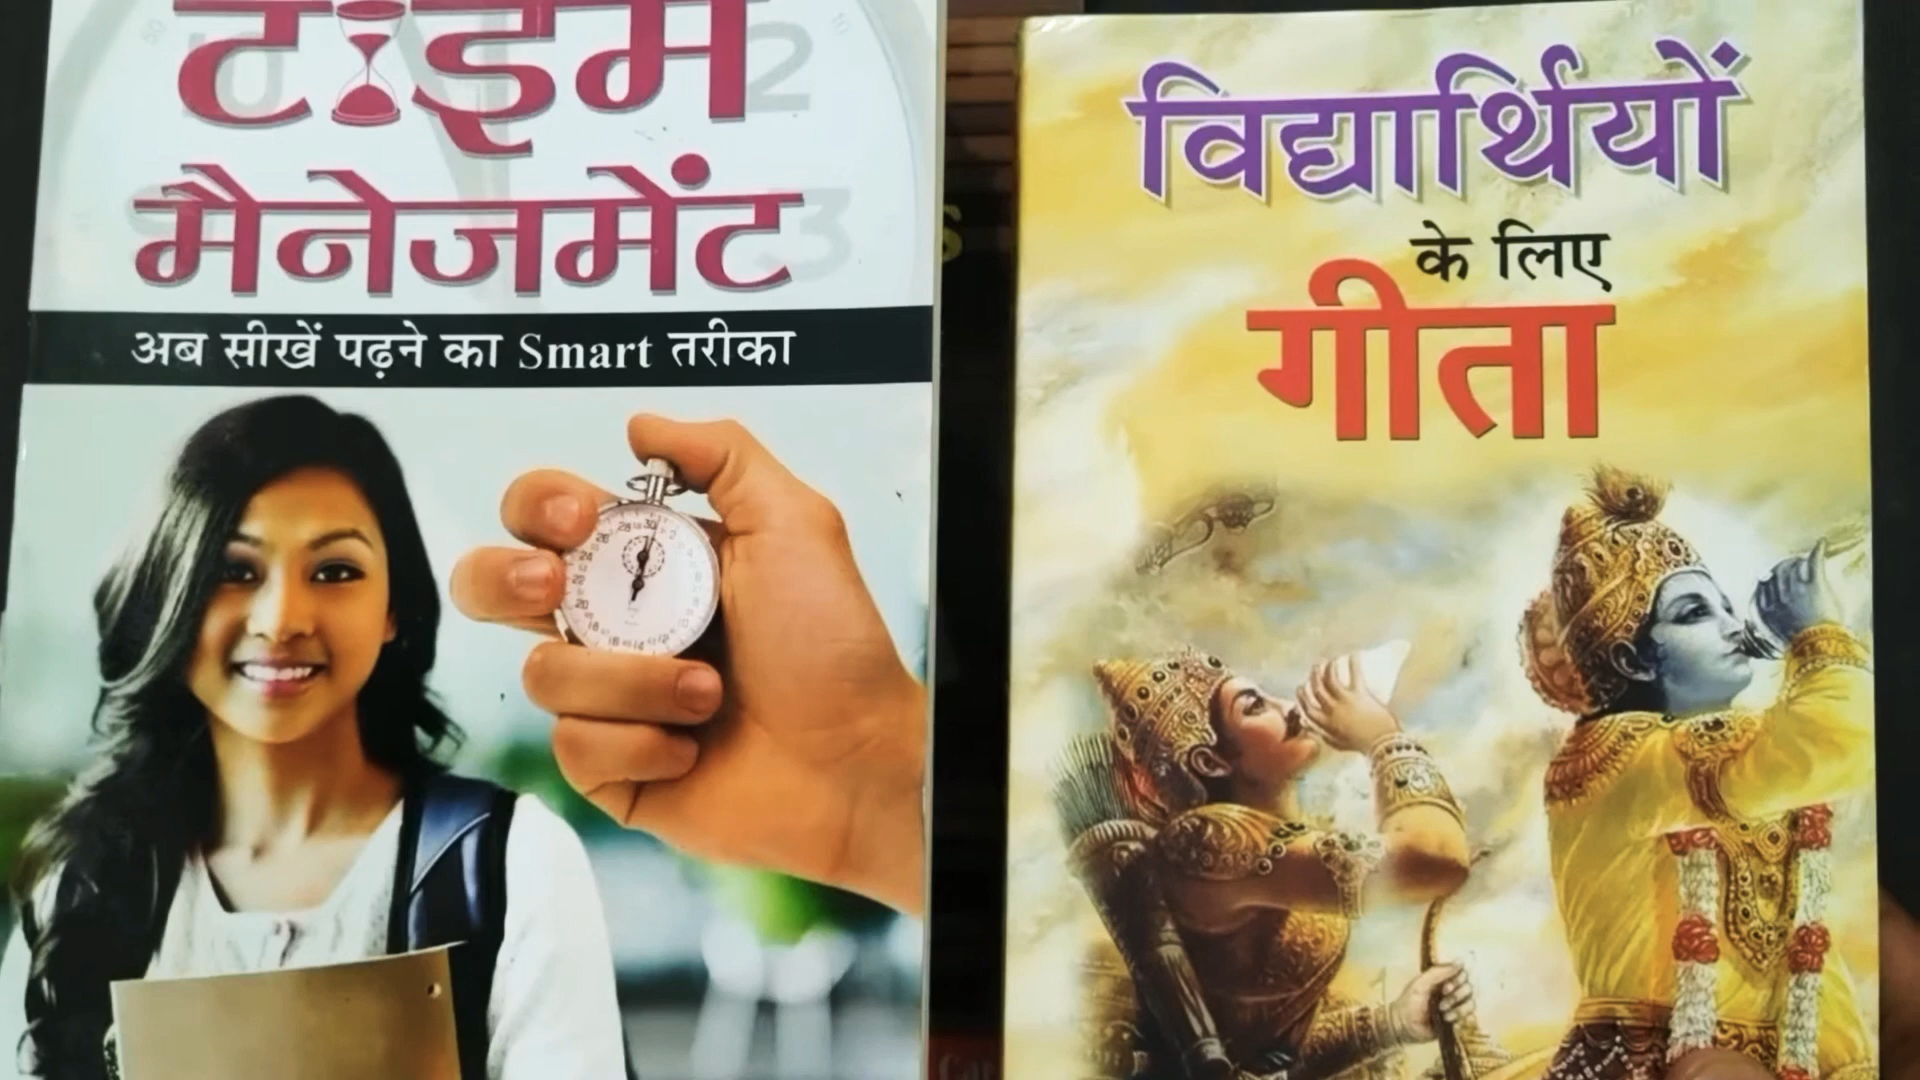 टाइम
मैनेजमेंट
अब सीखें पढ़ने का Smart तरीका
विद्यार्थियों
के लिए
गीता